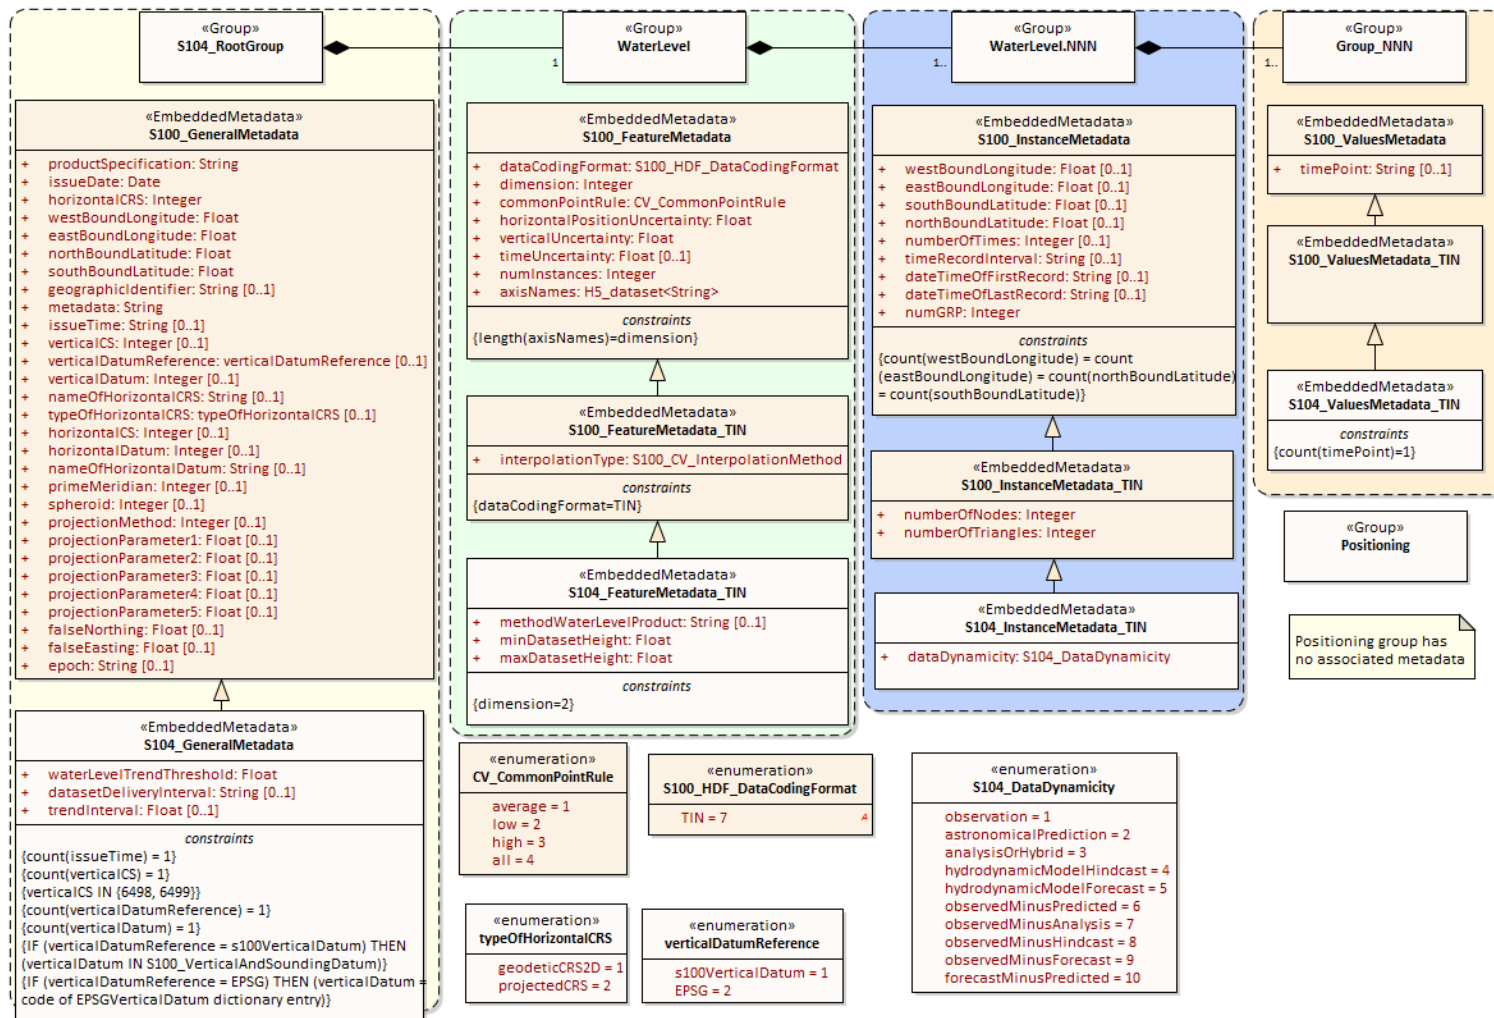 «Group»
S104_RootGroup
«Group»
WaterLevel
1
«Group»
WaterLevel.NNN
1..
«Group»
Group_NNN
1..
«EmbeddedMetadata»
S100_GeneralMetadata
+ productSpecification: String
+ issueDate: Date
+ horizontalCRS: Integer
+ westBoundLongitude: Float
+ eastBoundLongitude: Float
+ northBoundLatitude: Float
+ southBoundLatitude: Float
+ geographicIdentifier: String [0..1]
+ metadata: String
+ issueTime: String [0..1]
+ verticalCS: Integer [0..1]
+ verticalDatumReference: verticalDatumReference [0..1]
+ verticalDatum: Integer [0..1]
+ nameOfHorizontalCRS: String [0..1]
+ typeOfHorizontalCRS: typeOfHorizontalCRS [0..1]
+ horizontalCS: Integer [0..1]
+ horizontalDatum: Integer [0..1]
+ nameOfHorizontalDatum: String [0..1]
+ primeMeridian: Integer [0..1]
+ spheroid: Integer [0..1]
+ projectionMethod: Integer [0..1]
+ projectionParameter1: Float [0..1]
+ projectionParameter2: Float [0..1]
+ projectionParameter3: Float [0..1]
+ projectionParameter4: Float [0..1]
+ projectionParameter5: Float [0..1]
+ falseNorthing: Float [0..1]
+ falseEasting: Float [0..1]
+ epoch: String [0..1]
«EmbeddedMetadata»
S104_GeneralMetadata
+ waterLevelTrendThreshold: Float
+ datasetDeliveryInterval: String [0..1]
+ trendInterval: Float [0..1]
constraints
{count(issueTime) = 1}
{count(verticalCS) = 1}
{verticalCS IN {6498, 6499}}
{count(verticalDatumReference) = 1}
{count(verticalDatum) = 1}
{IF (verticalDatumReference = s100VerticalDatum) THEN
(verticalDatum IN S100_VerticalAndSoundingDatum)}
{IF (verticalDatumReference = EPSG) THEN (verticalDatum =
code of EPSGVerticalDatum dictionary entry)}
«EmbeddedMetadata»
S100_FeatureMetadata
+ dataCodingFormat: S100_HDF_DataCodingFormat
+ dimension: Integer
+ commonPointRule: CV_CommonPointRule
+ horizontalPositionUncertainty: Float
+ verticalUncertainty: Float
+ timeUncertainty: Float [0..1]
+ numInstances: Integer
+ axisNames: H5_dataset<String>
constraints
{length(axisNames)=dimension}
«EmbeddedMetadata»
S100_FeatureMetadata_TIN
+ interpolationType: S100_CV_InterpolationMethod
constraints
{dataCodingFormat=TIN}
«EmbeddedMetadata»
S104_FeatureMetadata_TIN
+ methodWaterLevelProduct: String [0..1]
+ minDatasetHeight: Float
+ maxDatasetHeight: Float
constraints
{dimension=2}
«EmbeddedMetadata»
S100_InstanceMetadata
+ westBoundLongitude: Float [0..1]
+ eastBoundLongitude: Float [0..1]
+ southBoundLatitude: Float [0..1]
+ northBoundLatitude: Float [0..1]
+ numberOfTimes: Integer [0..1]
+ timeRecordInterval: String [0..1]
+ dateTimeOfFirstRecord: String [0..1]
+ dateTimeOfLastRecord: String [0..1]
+ numGRP: Integer
constraints
{count(westBoundLongitude) = count
(eastBoundLongitude) = count(northBoundLatitude)
= count(southBoundLatitude)}
«EmbeddedMetadata»
S100_InstanceMetadata_TIN
+ numberOfNodes: Integer
+ numberOfTriangles: Integer
«EmbeddedMetadata»
S104_InstanceMetadata_TIN
+ dataDynamicity: S104_DataDynamicity
«EmbeddedMetadata»
S100_ValuesMetadata
+ timePoint: String [0..1]
«EmbeddedMetadata»
S100_ValuesMetadata_TIN
«EmbeddedMetadata»
S104_ValuesMetadata_TIN
constraints
{count(timePoint)=1}
«Group»
Positioning
Positioning group has
no associated metadata
«enumeration»
CV_CommonPointRule
average = 1
low = 2
high = 3
all = 4
«enumeration»
S100_HDF_DataCodingFormat
TIN = 7
A
«enumeration»
typeOfHorizontalCRS
geodeticCRS2D = 1
projectedCRS = 2
«enumeration»
verticalDatumReference
s100VerticalDatum = 1
EPSG = 2
«enumeration»
S104_DataDynamicity
observation = 1
astronomicalPrediction = 2
analysisOrHybrid = 3
hydrodynamicModelHindcast = 4
hydrodynamicModelForecast = 5
observedMinusPredicted = 6
observedMinusAnalysis = 7
observedMinusHindcast = 8
observedMinusForecast = 9
forecastMinusPredicted = 10